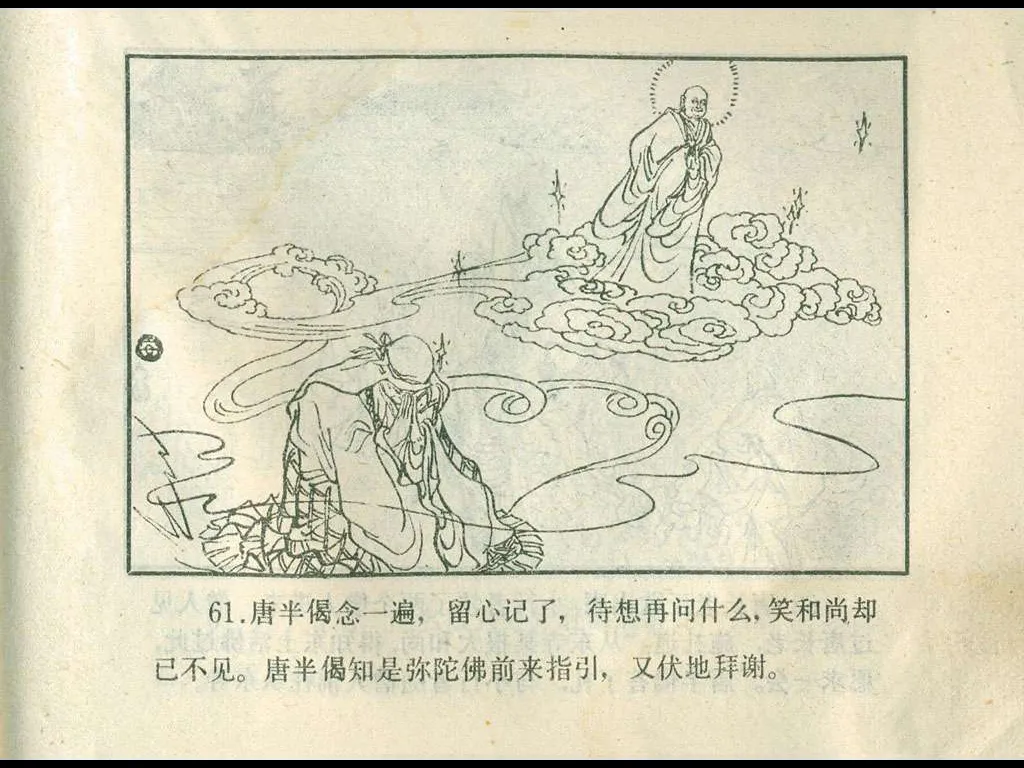 61.唐半偈念一遍，留心记了，待想再问什么，笑和尚却
已不见。唐半偈知是弥陀佛前来指引，又伏地拜谢。